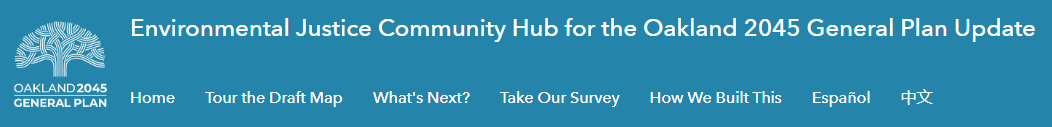 Environmental Justice Community Hub for the Oakland 2045 General Plan Update
OAKLAND2045
GENERAL PLAN
Home Tour the Draft Map What's Next? Take Our Survey How We Built This Español 中文